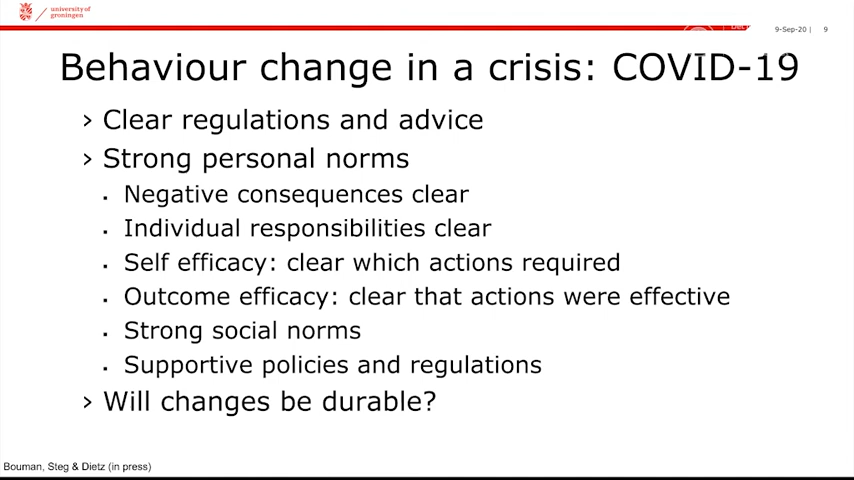 university of
groningen
9-Sep-20 | 9
Behaviour change in a crisis: COVID-19
› Clear regulations and advice
› Strong personal norms
▪ Negative consequences clear
▪ Individual responsibilities clear
▪ Self efficacy: clear which actions required
▪ Outcome efficacy: clear that actions were effective
▪ Strong social norms
▪ Supportive policies and regulations
› Will changes be durable?
Bouman, Steg & Dietz (in press)